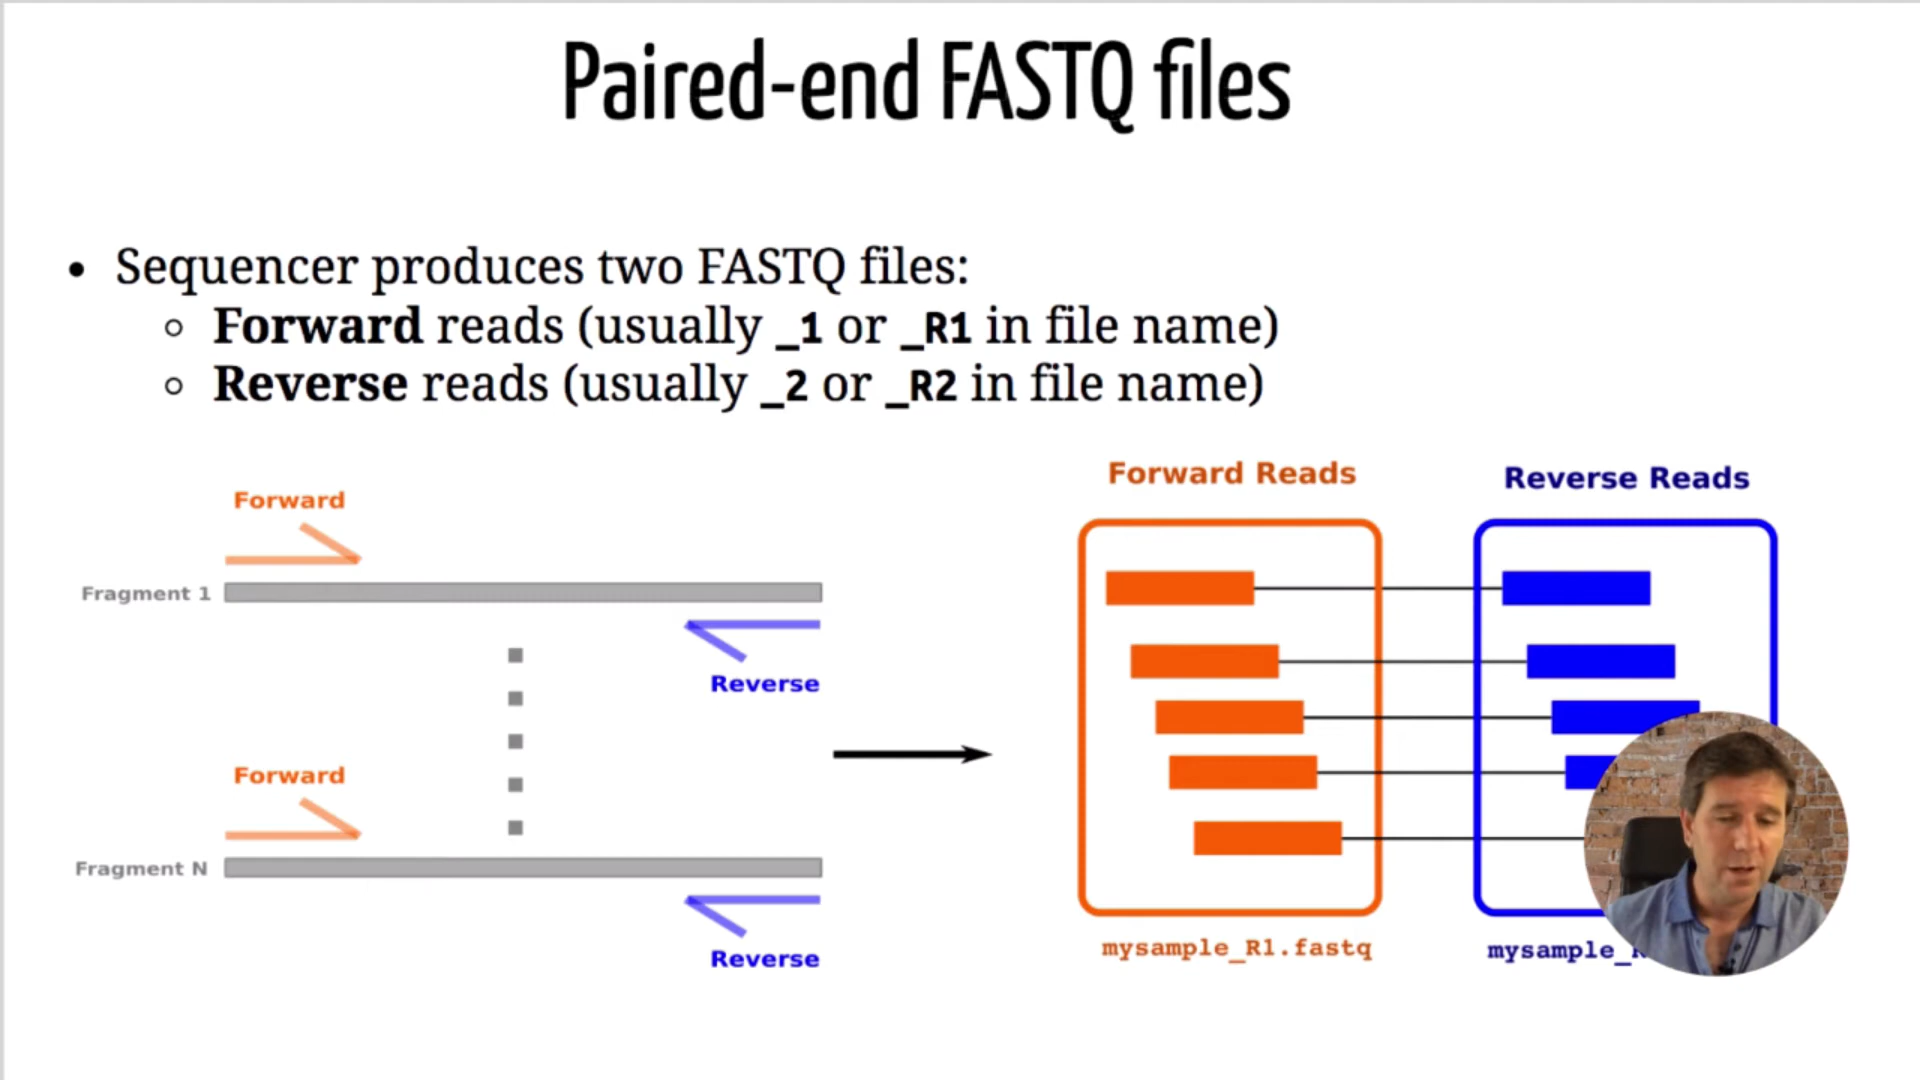 Paired-end FASTQ files
• Sequencer produces two FASTQ files:
○ Forward reads (usually _1 or _R1 in file name)
○ Reverse reads (usually _2 or _R2 in file name)
Forward
Fragment 1
Reverse
Forward
Fragment N
Reverse
Forward Reads
Reverse Reads
mysample_R1.fastq
mysample_